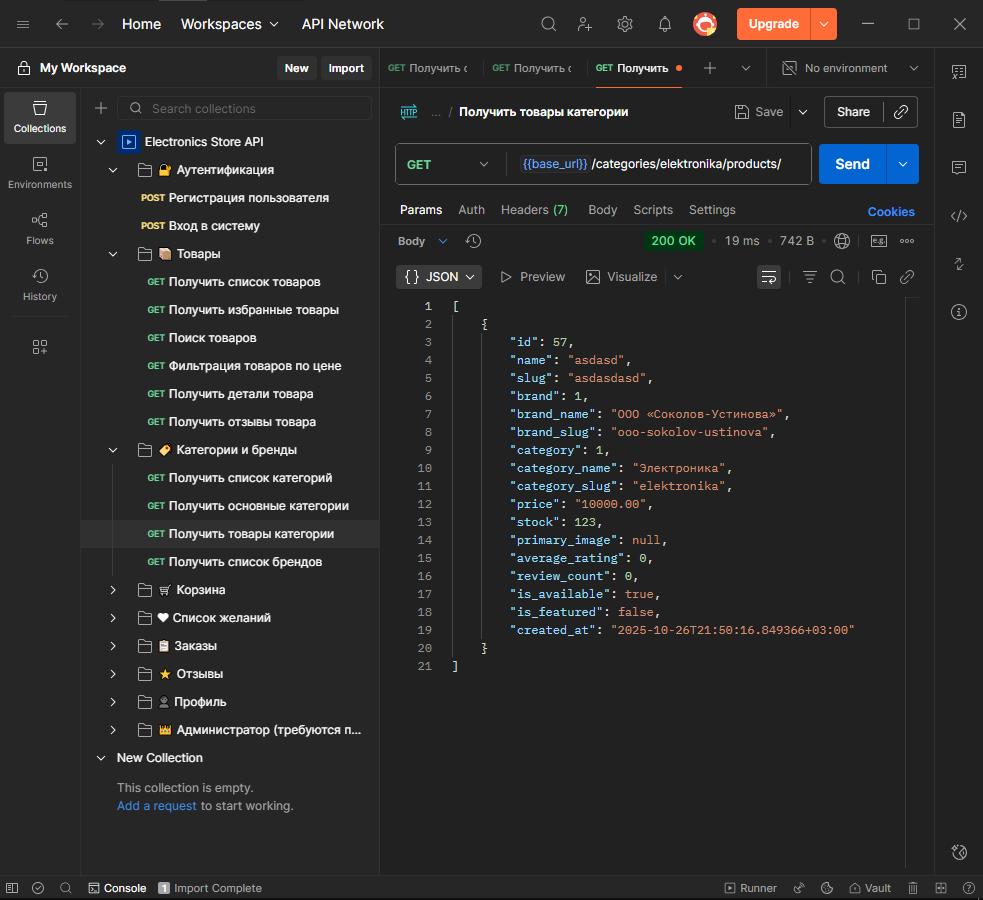 Home Workspaces API Network Upgrade
My Workspace New Import
GET Получить с GET Получить с GET Получить No environment
Collections
Environments
Flows
History
Search collections
Electronics Store API
Аутентификация
POST Регистрация пользователя
POST Вход в систему
Товары
GET Получить список товаров
GET Получить избранные товары
GET Поиск товаров
GET Фильтрация товаров по цене
GET Получить детали товара
GET Получить отзывы товара
Категории и бренды
GET Получить список категорий
GET Получить основные категории
GET Получить товары категории
GET Получить список брендов
Корзина
Список желаний
Заказы
Отзывы
Профиль
Администратор (требуются п...
New Collection
This collection is empty.
Add a request to start working.
HTTP ... / Получить товары категории Save Share
GET {{base_url}} /categories/elektronika/products/ Send
Params Auth Headers (7) Body Scripts Settings Cookies
Body 200 OK • 19 ms • 742 B e.g.
{} JSON Preview Visualize
1 [
2 {
3 "id": 57,
4 "name": "asdasd",
5 "slug": "asdasdasd",
6 "brand": 1,
7 "brand_name": "ООО «Соколов-Устинова»",
8 "brand_slug": "ooo-sokolov-ustinova",
9 "category": 1,
10 "category_name": "Электроника",
11 "category_slug": "elektronika",
12 "price": "10000.00",
13 "stock": 123,
14 "primary_image": null,
15 "average_rating": 0,
16 "review_count": 0,
17 "is_available": true,
18 "is_featured": false,
19 "created_at": "2025-10-26T21:50:16.849366+03:00"
20 }
21 ]
Console 1 Import Complete Runner Vault